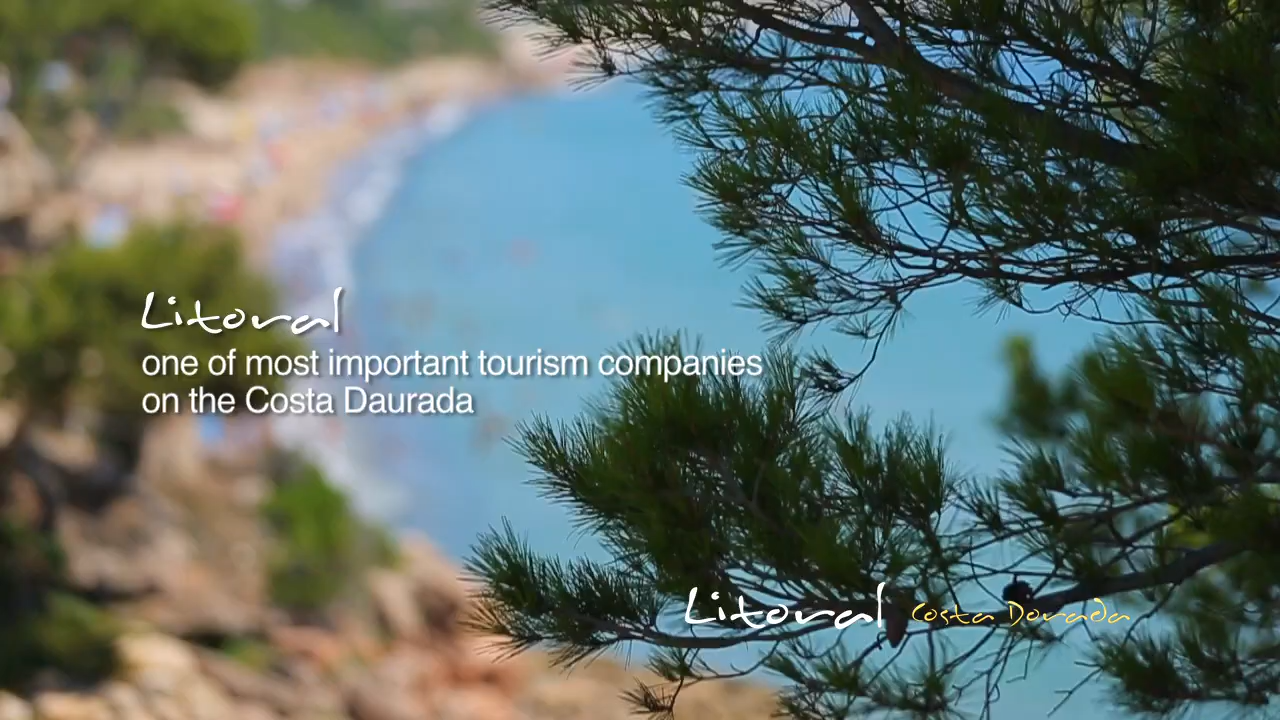 Litoral
one of most important tourism companies
on the Costa Daurada
Litoral Costa Dorada